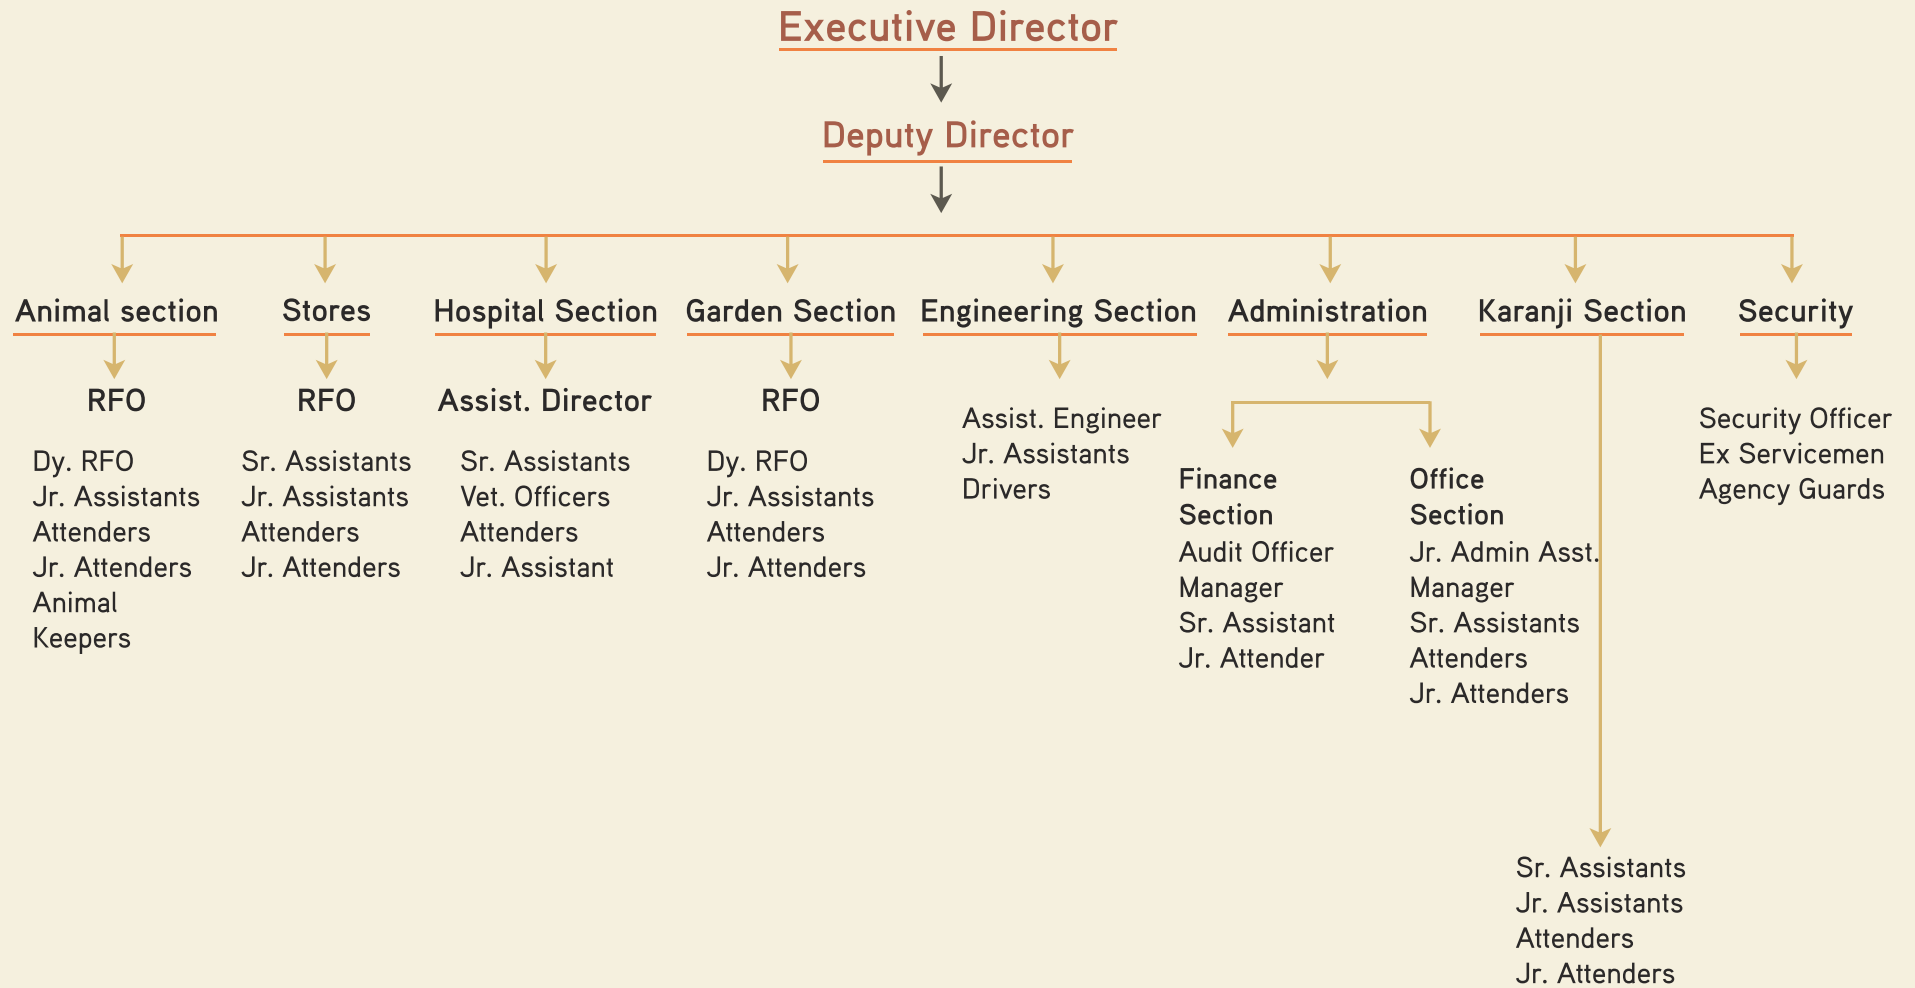 Executive Director
Deputy Director
Animal section
Stores
Hospital Section
Garden Section
Engineering Section
Administration
Karanji Section
Security
RFO
Dy. RFO
Jr. Assistants
Attenders
Jr. Attenders
Animal
Keepers
RFO
Sr. Assistants
Jr. Assistants
Attenders
Jr. Attenders
Assist. Director
Sr. Assistants
Vet. Officers
Attenders
Jr. Assistant
RFO
Dy. RFO
Jr. Assistants
Attenders
Jr. Attenders
Assist. Engineer
Jr. Assistants
Drivers
Finance
Section
Audit Officer
Manager
Sr. Assistant
Jr. Attender
Office
Section
Jr. Admin Asst.
Manager
Sr. Assistants
Attenders
Jr. Attenders
Sr. Assistants
Jr. Assistants
Attenders
Jr. Attenders
Security Officer
Ex Servicemen
Agency Guards